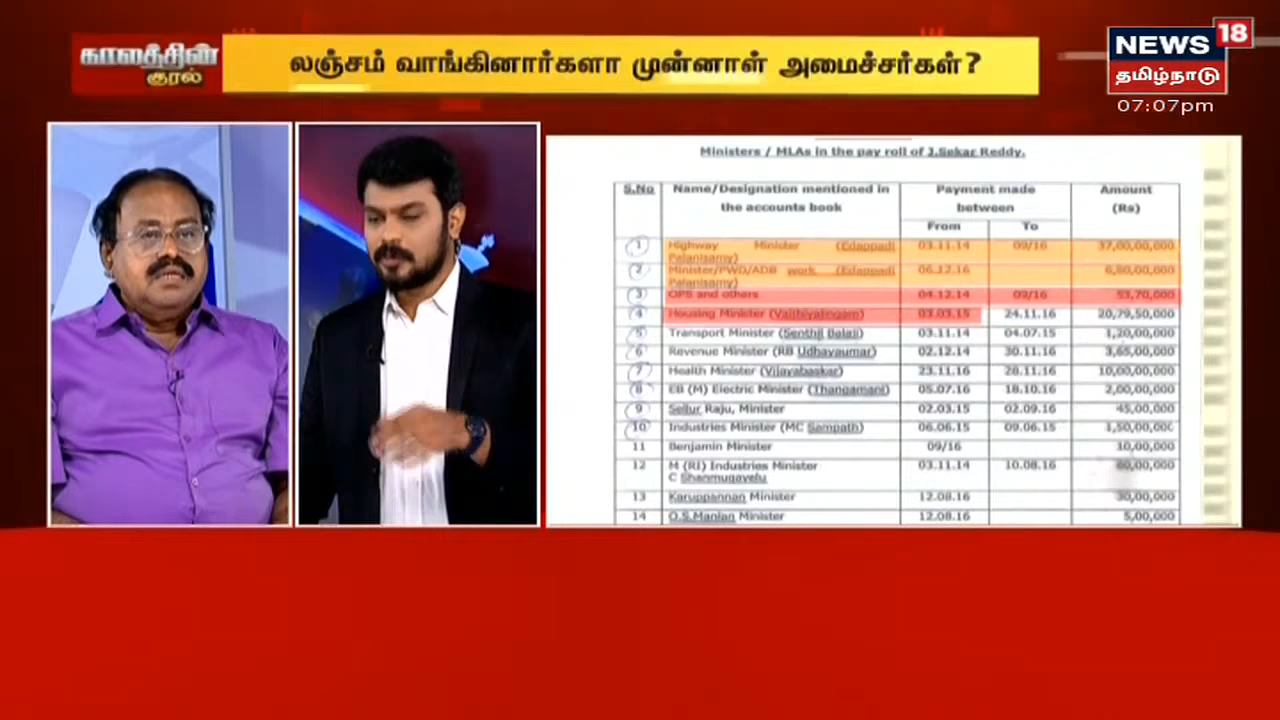 காலத்தின்
குரல்
லஞ்சம் வாங்கினார்களா முன்னாள் அமைச்சர்கள்?
NEWS 18
தமிழ்நாடு
07:07pm
Ministers / MLAs in the pay roll of J.Sekar Reddy.
S.No Name/Designation mentioned in the accounts book Payment made between Amount (Rs)
From To
1 Highway Minister (Edappadi Palanisamy) 03.11.14 09/16 37,00,00,000
2 Minister/PWD/ADB work (Edappadi Palanisamy) 06.12.16 6,80,00,000
3 OPS and others 04.12.14 09/16 53,70,000
4 Housing Minister (Vaithiyalingam) 03.03.15 24.11.16 20,79,50,000
5 Transport Minister (Senthil Balaji) 03.11.14 04.07.15 1,20,00,000
6 Revenue Minister (RB Udhayaumar) 02.12.14 30.11.16 3,65,00,000
7 Health Minister (Vijayabaskar) 23.11.16 28.11.16 10,00,00,000
8 EB (M) Electric Minister (Thangamani) 05.07.16 18.10.16 2,00,00,000
9 Sellur Raju, Minister 02.03.15 02.09.16 45,00,000
10 Industries Minister (MC Sampath) 06.06.15 09.06.15 1,50,00,000
11 Benjamin Minister 09/16 10,00,000
12 M (RI) Industries Minister C Shanmugavelu 03.11.14 10.08.16 60,00,000
13 Karuppannan Minister 12.08.16 30,00,000
14 O.S.Manian Minister 12.08.16 5,00,000